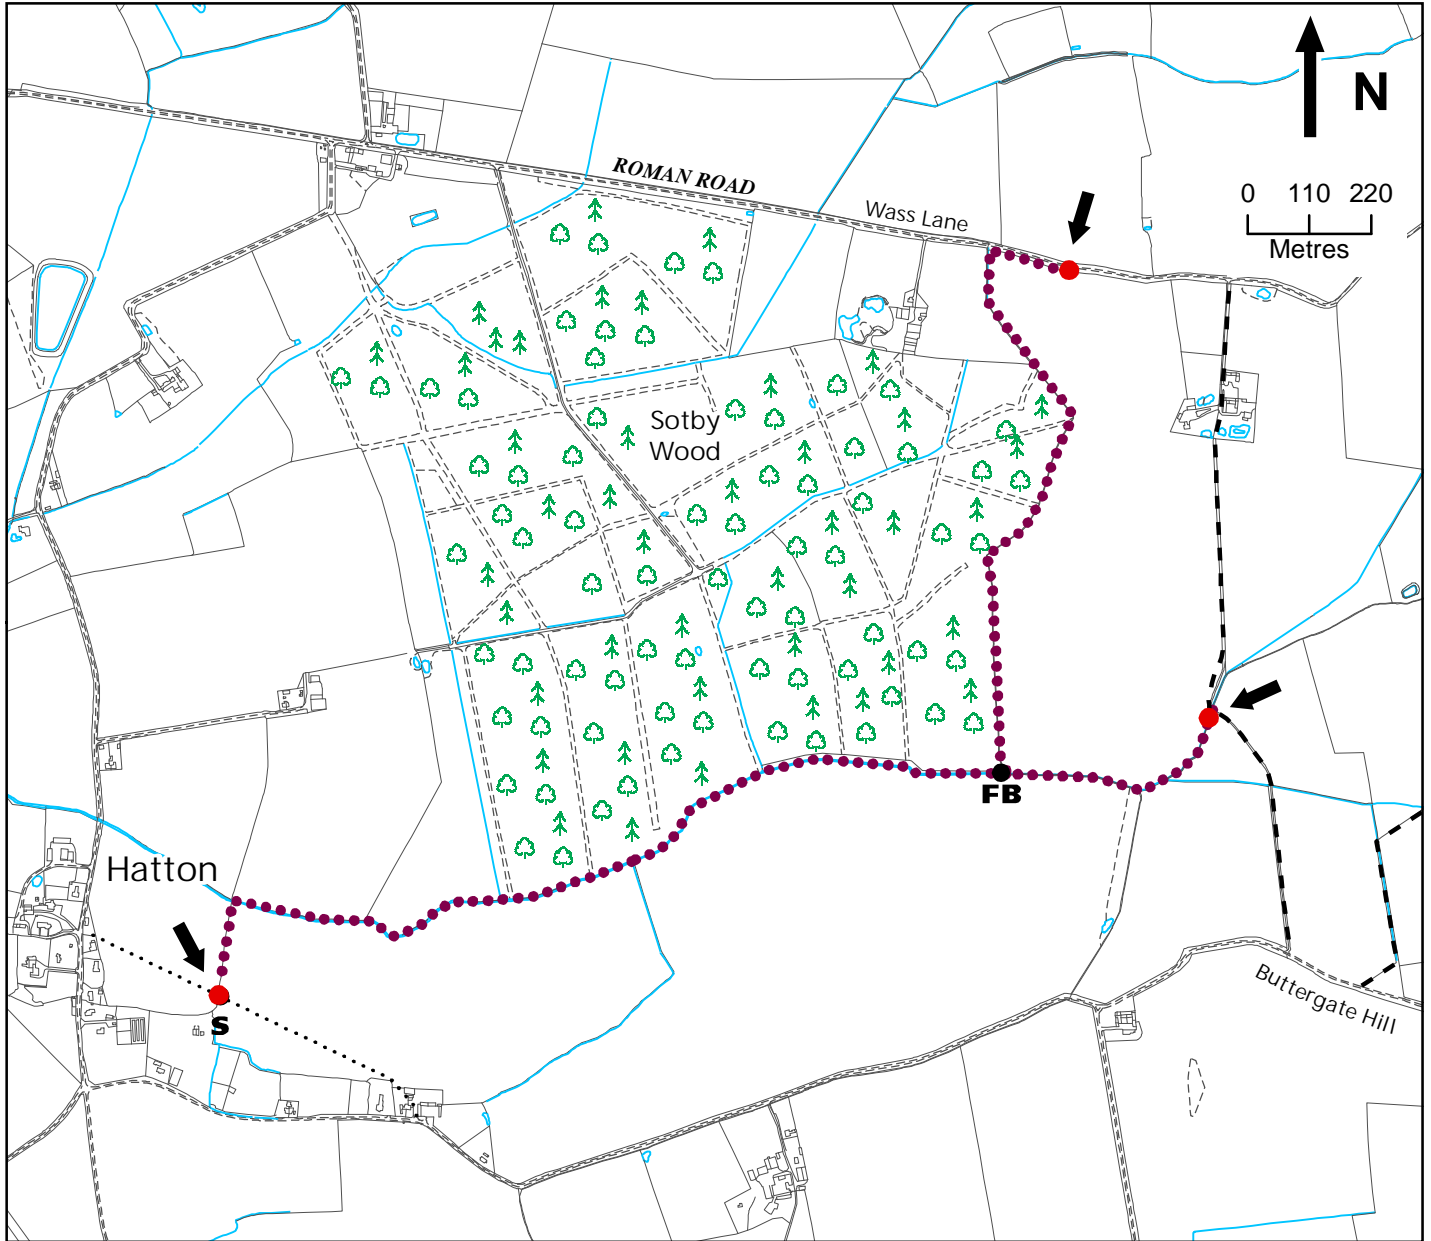 N
ROMAN ROAD
0 110 220
Metres
Wass Lane
Sotby
Wood
FB
Hatton
Buttergate Hill
S